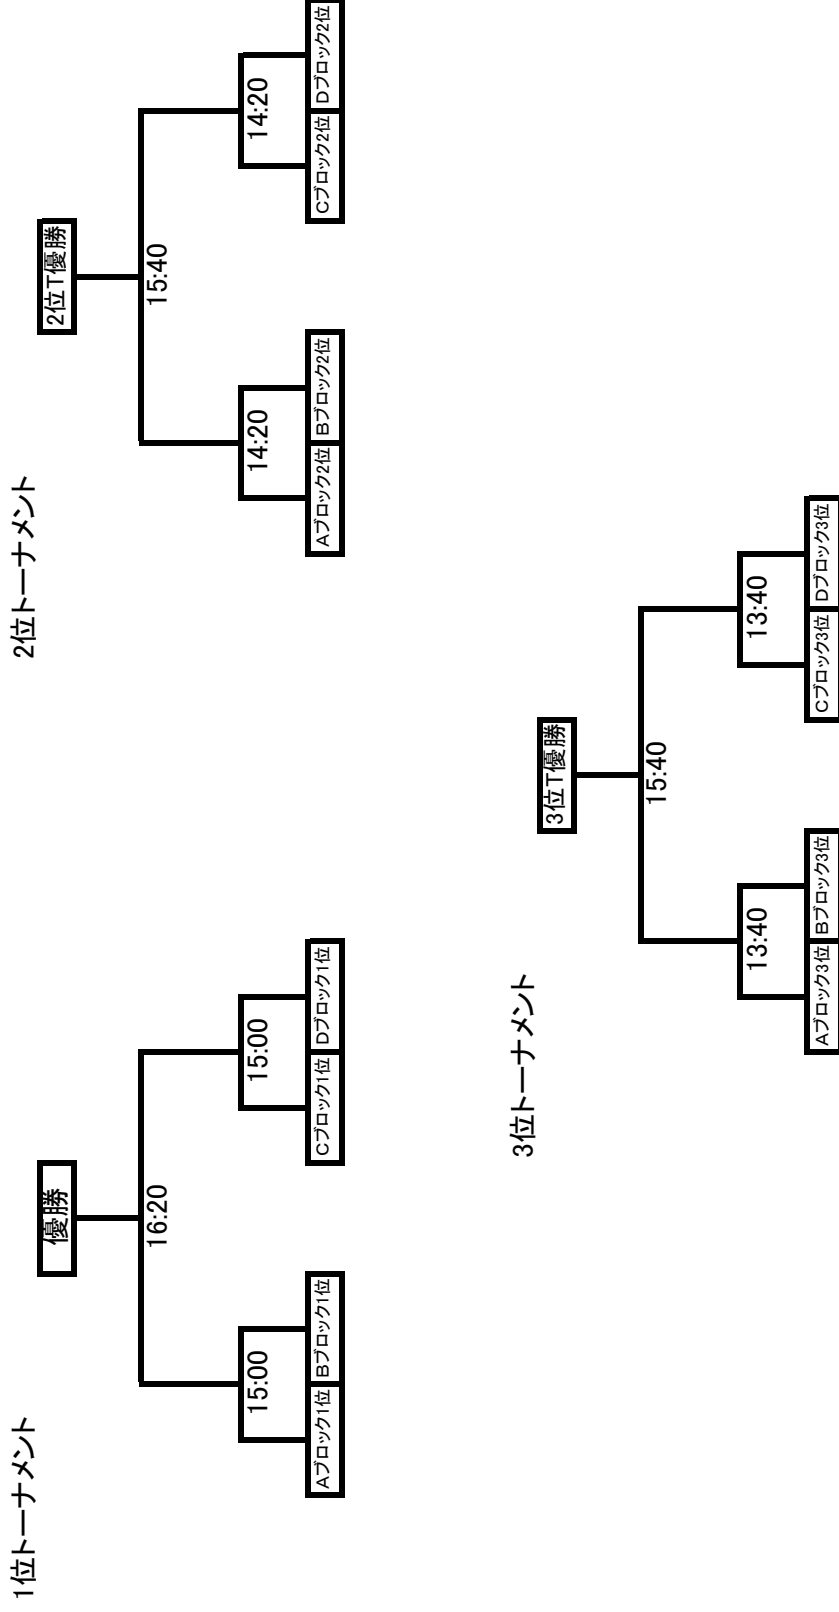 1位トーナメント
優勝
16:20
15:00
15:00
Aブロック1位
Bブロック1位
Cブロック1位
Dブロック1位
2位トーナメント
2位T優勝
15:40
14:20
14:20
Aブロック2位
Bブロック2位
Cブロック2位
Dブロック2位
3位トーナメント
3位T優勝
15:40
13:40
13:40
Aブロック3位
Bブロック3位
Cブロック3位
Dブロック3位